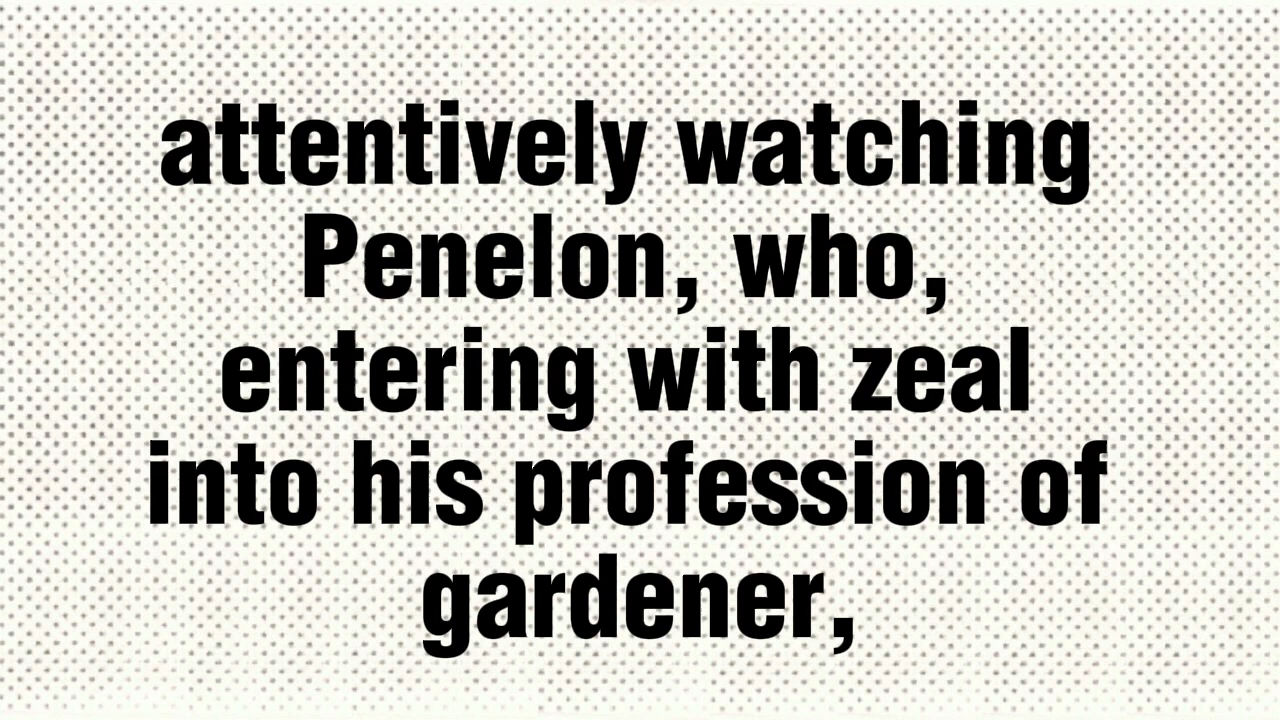 attentively watching
Penelon, who,
entering with zeal
into his profession of
gardener,